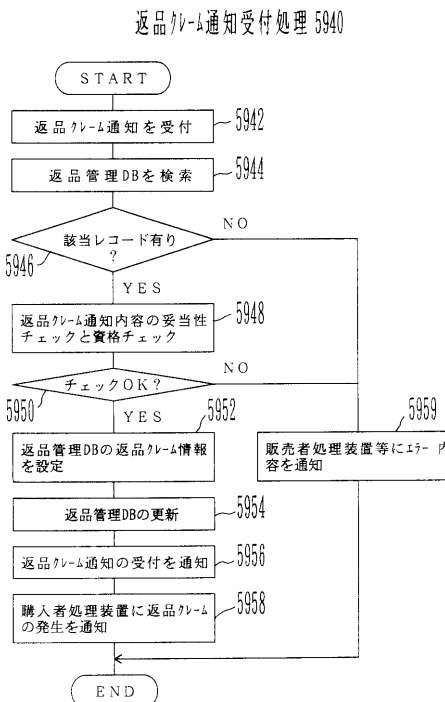 返品クレーム通知受付処理 5940
START
返品クレーム通知を受付
5942
返品管理DBを検索
5944
該当レコード有り
?
5946
NO
YES
返品クレーム通知内容の妥当性
チェックと資格チェック
5948
チェックOK?
5950
NO
YES
返品管理DBの返品クレーム情報
を設定
5952
販売者処理装置等にエラー内
容を通知
5959
返品管理DBの更新
5954
返品クレーム通知の受付を通知
5956
購入者処理装置に返品クレーム
の発生を通知
5958
END